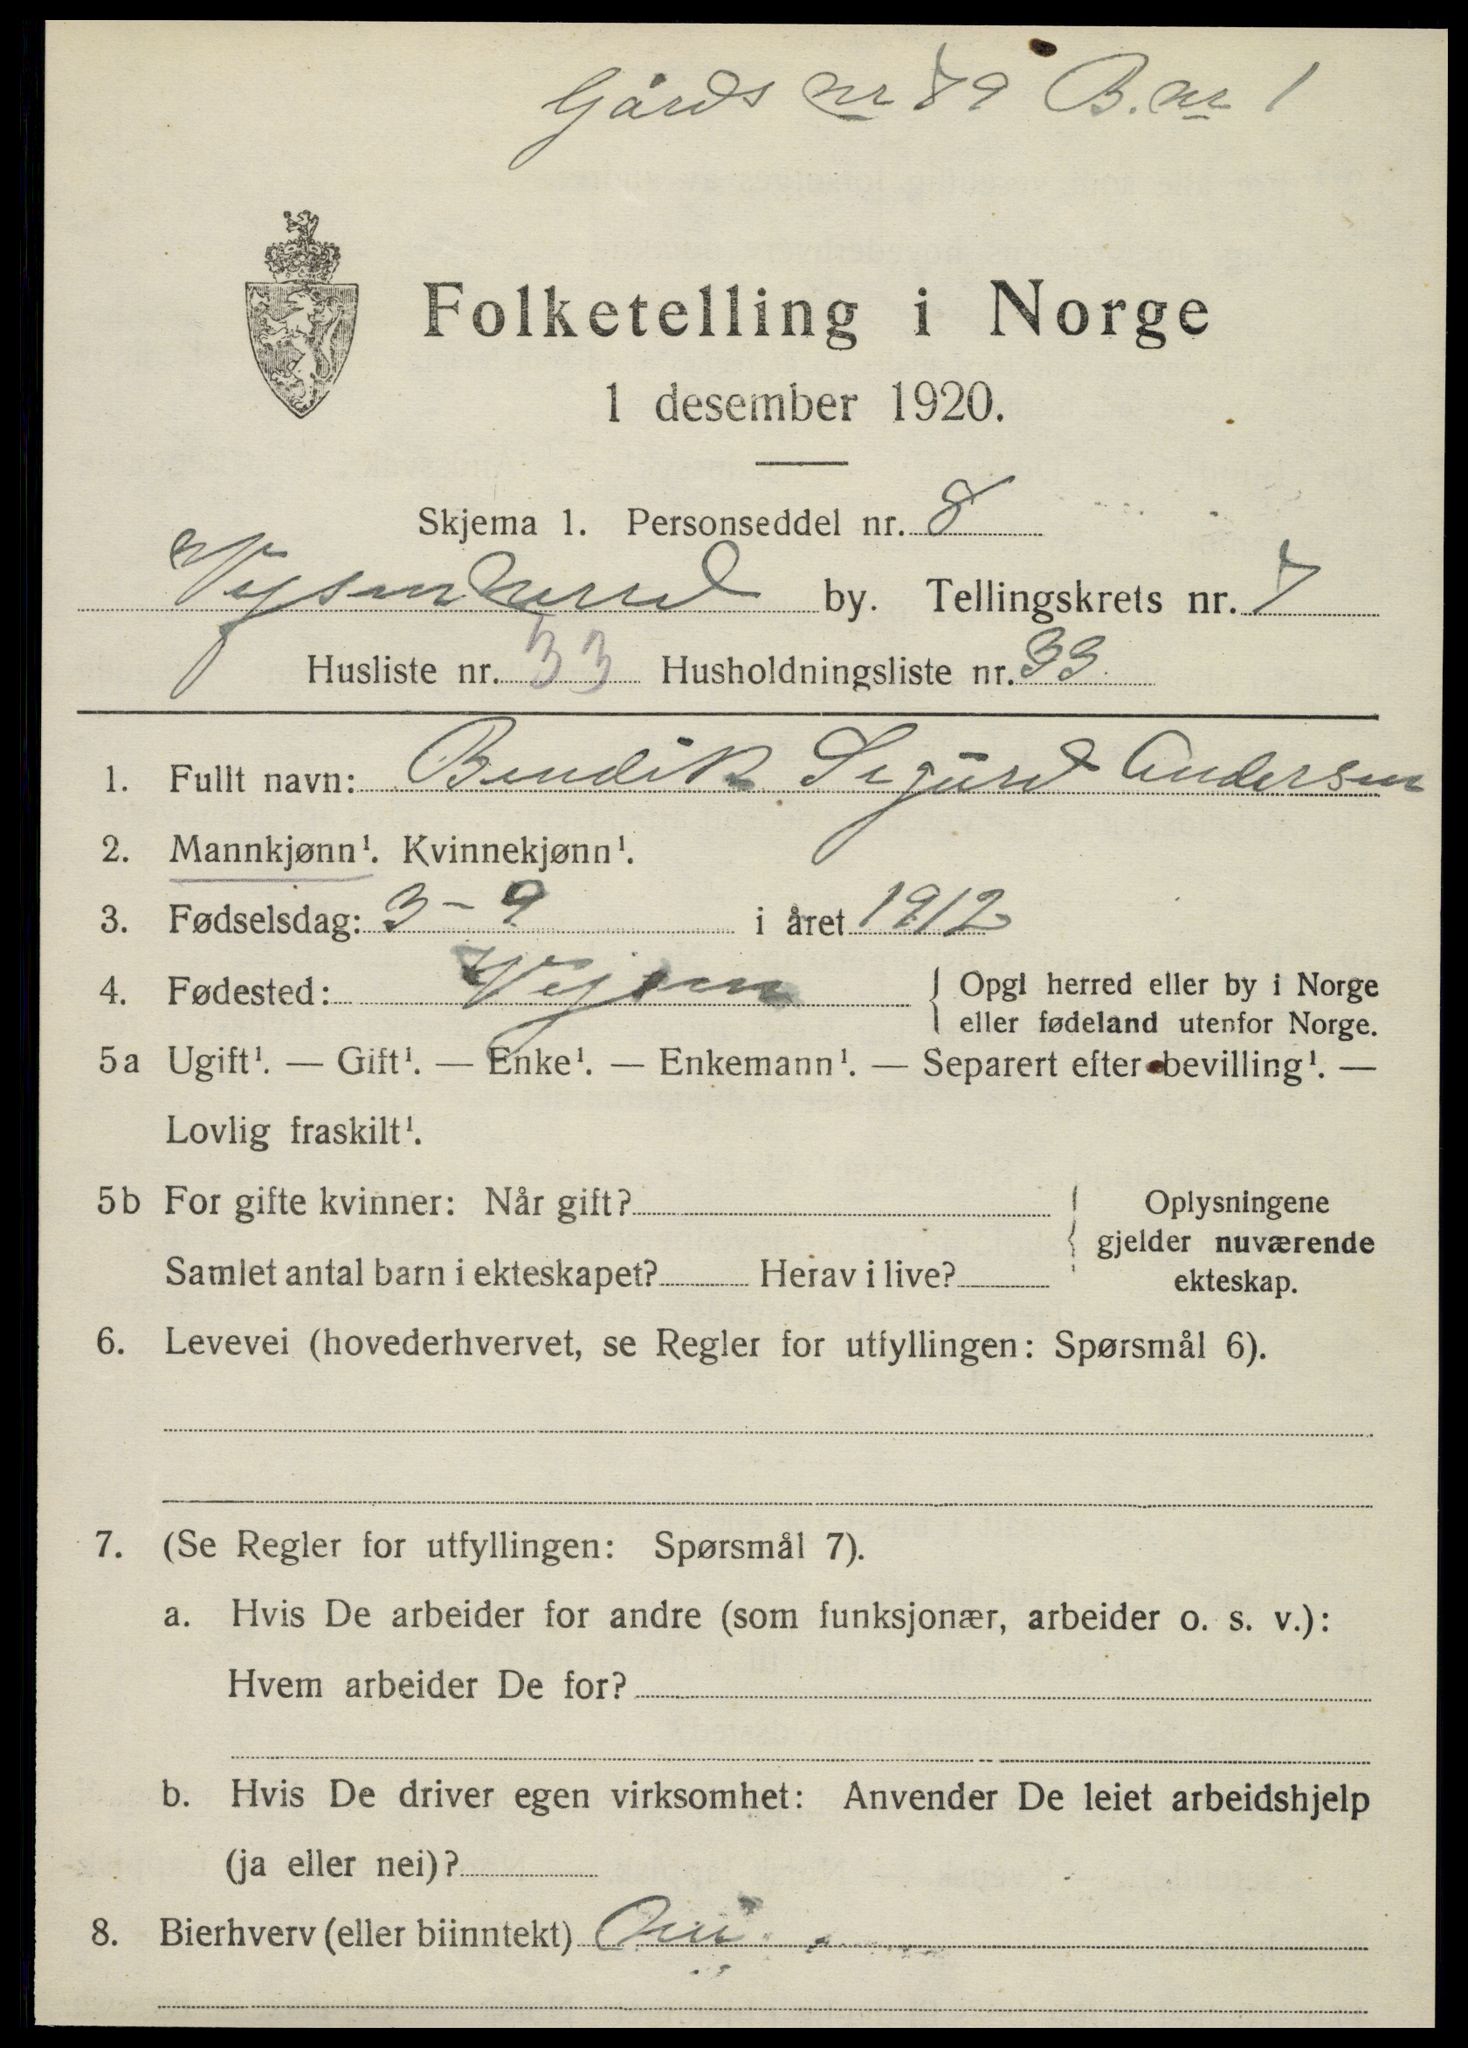 Gårds nr 79 B. nr 1
Folketelling i Norge
1 desember 1920.
Skjema 1. Personseddel nr. 8
herred by. Tellingskrets nr. 7
Husliste nr. 33 Husholdningsliste nr. 33
1. Fullt navn: Bendik Sigurd Andersen
2. Mannkjønn¹. Kvinnekjønn¹.
3. Fødselsdag: 3-9 i året 1912
4. Fødested: { Opgi herred eller by i Norge
eller fødeland utenfor Norge.
5a Ugift¹. — Gift¹. — Enke¹. — Enkemann¹. — Separert efter bevilling¹. —
Lovlig fraskilt¹.
5b For gifte kvinner: Når gift? { Oplysningene
gjelder nuværende
Samlet antal barn i ekteskapet? Herav i live? ekteskap.
6. Levevei (hovederhvervet, se Regler for utfyllingen: Spørsmål 6).
7. (Se Regler for utfyllingen: Spørsmål 7).
a. Hvis De arbeider for andre (som funksjonær, arbeider o. s. v.):
Hvem arbeider De for?
b. Hvis De driver egen virksomhet: Anvender De leiet arbeidshjelp
(ja eller nei)?
8. Bierhverv (eller biinntekt)